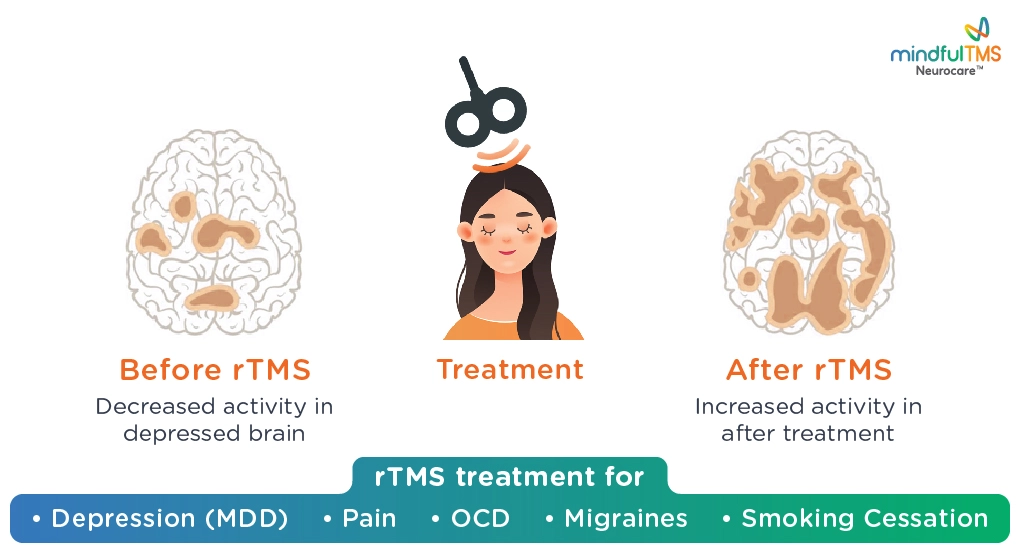 mindfulTMS
Neurocare™
Before rTMS
Decreased activity in
depressed brain
Treatment
After rTMS
Increased activity in
after treatment
rTMS treatment for
• Depression (MDD) • Pain • OCD • Migraines • Smoking Cessation